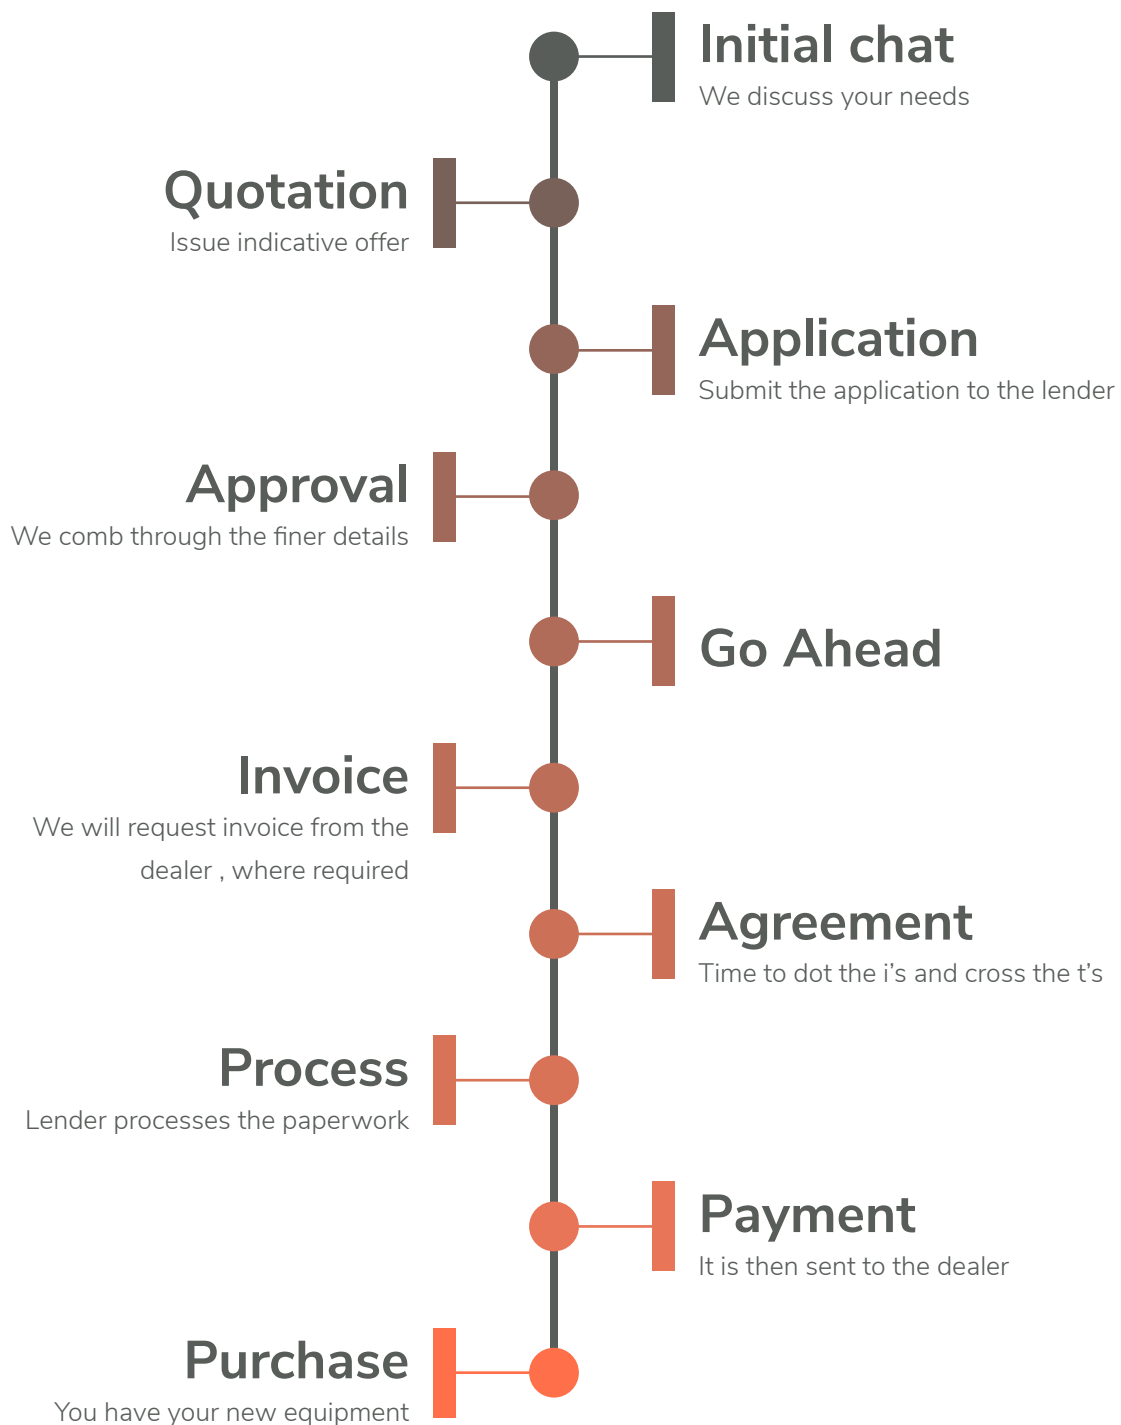 Initial chat
We discuss your needs
Quotation
Issue indicative offer
Application
Submit the application to the lender
Approval
We comb through the finer details
Go Ahead
Invoice
We will request invoice from the
dealer , where required
Agreement
Time to dot the i’s and cross the t’s
Process
Lender processes the paperwork
Payment
It is then sent to the dealer
Purchase
You have your new equipment